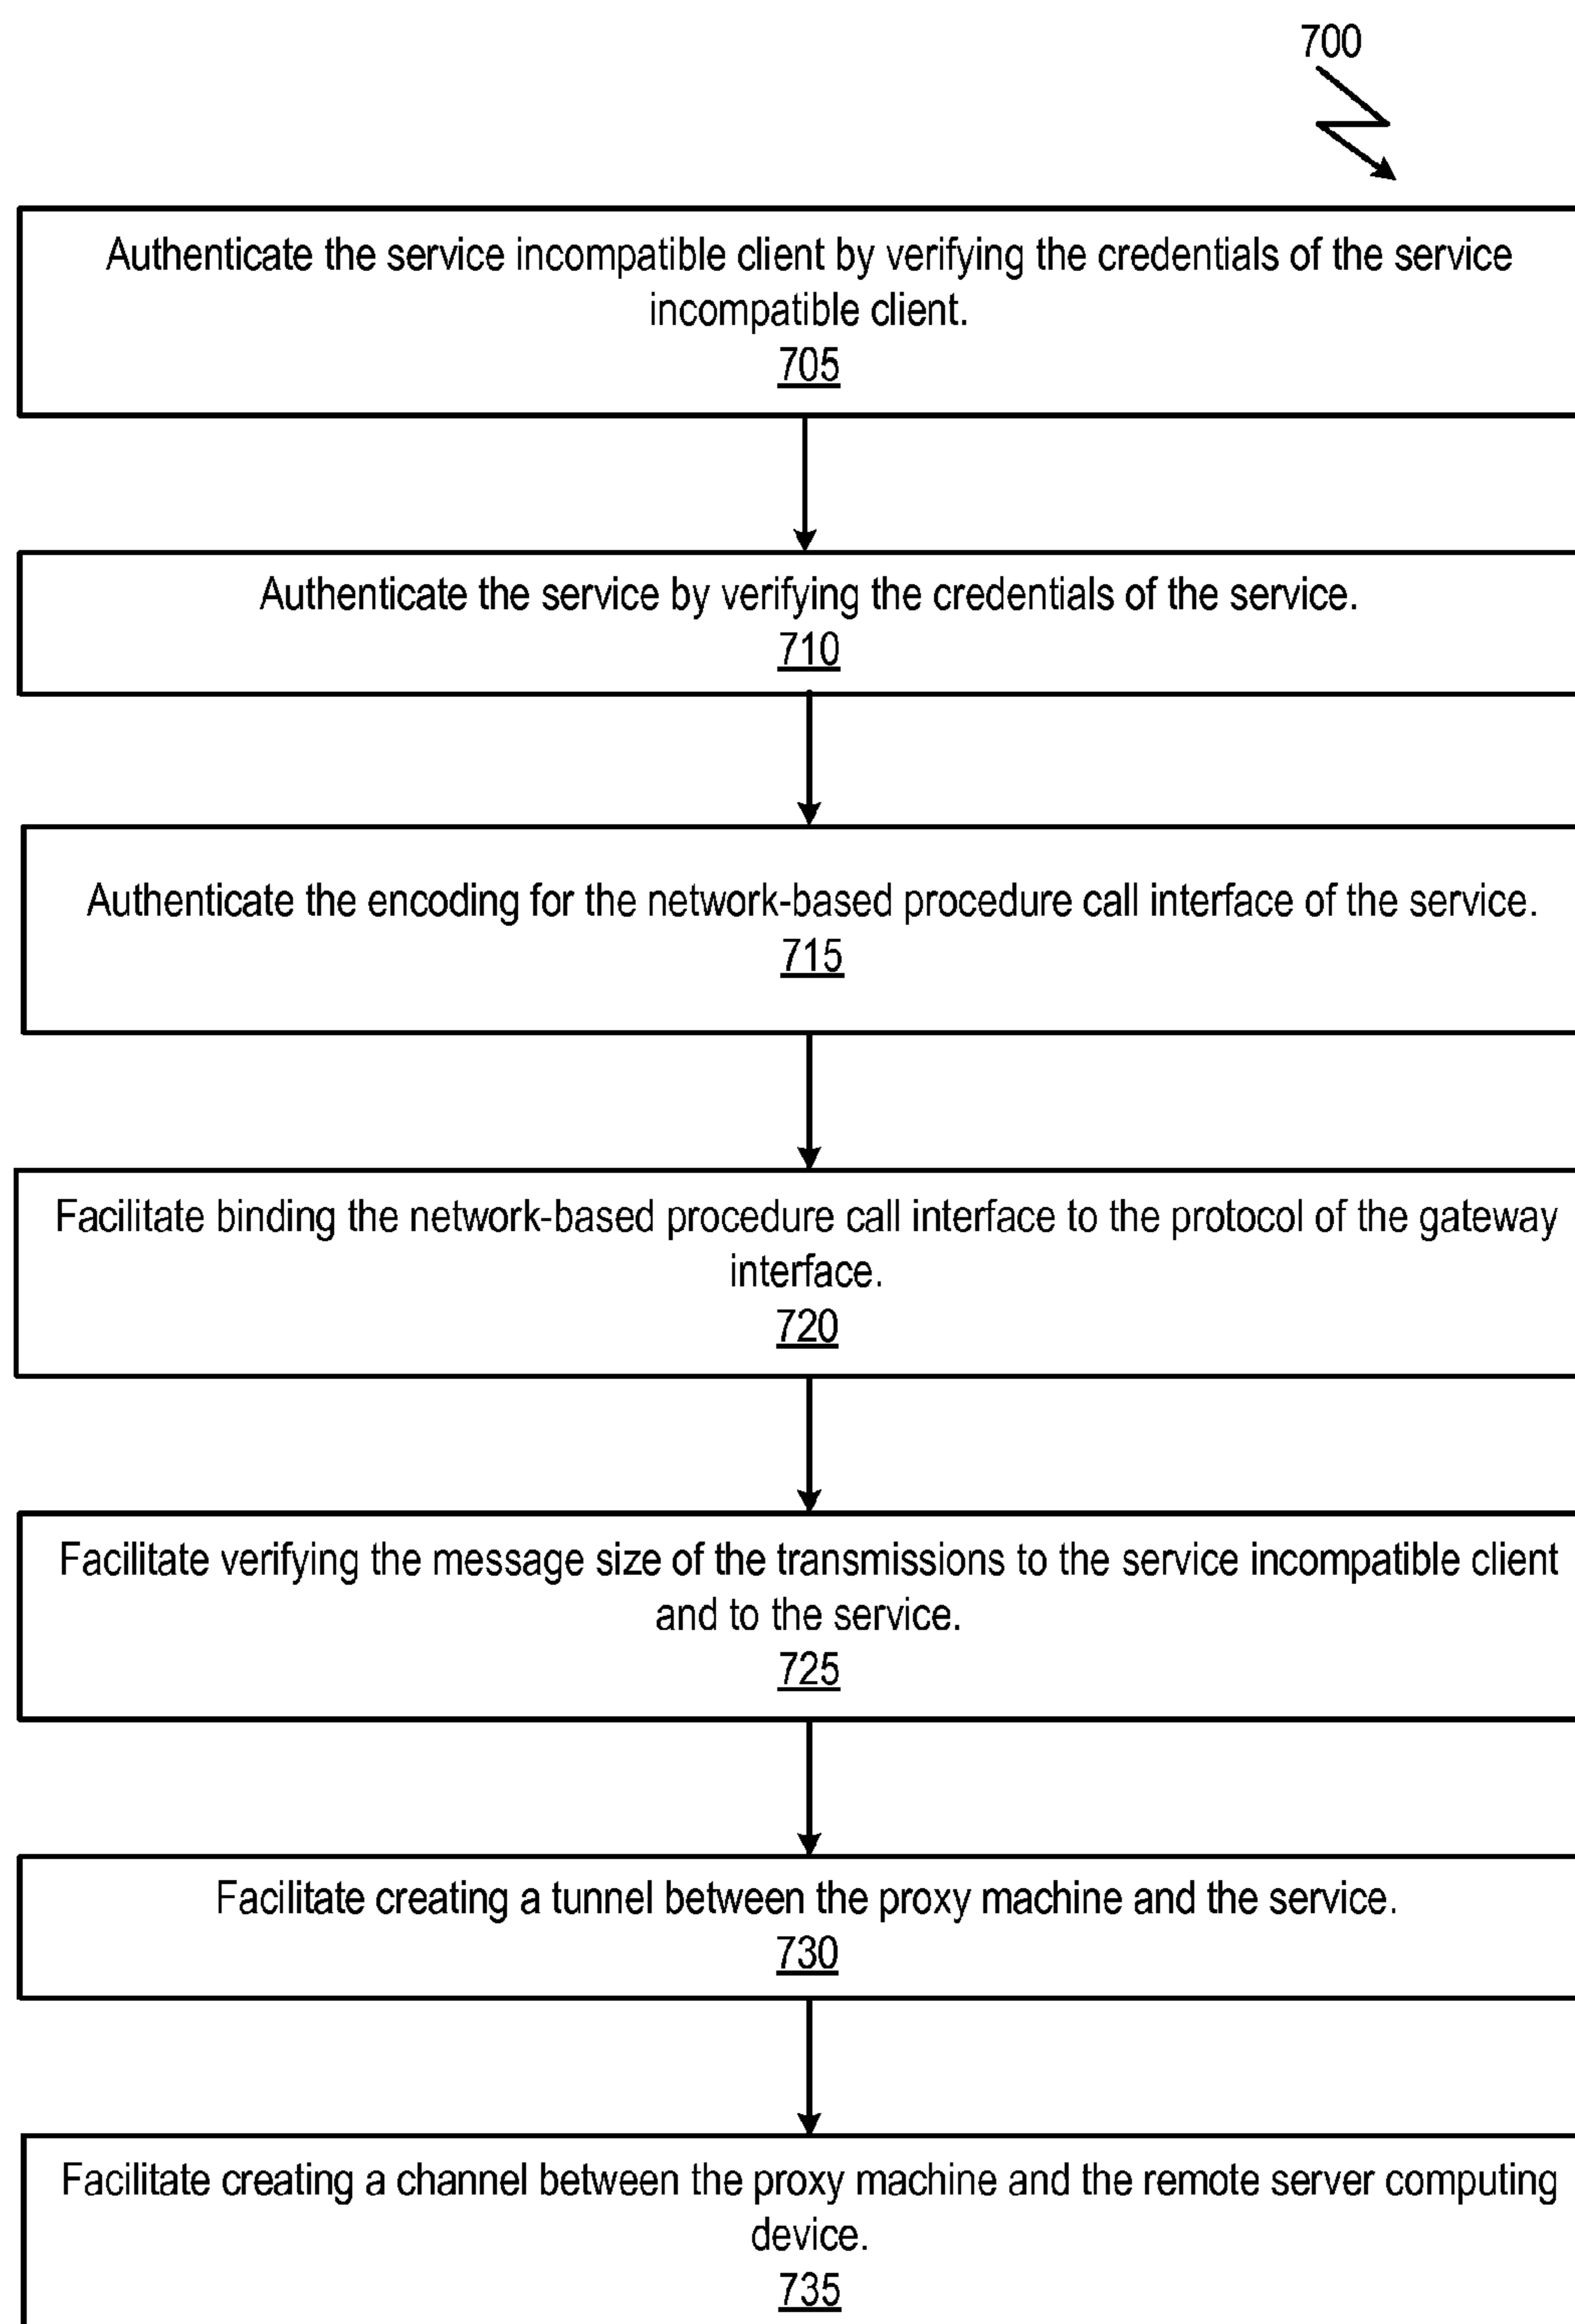 700
Authenticate the service incompatible client by verifying the credentials of the service
incompatible client.
705
Authenticate the service by verifying the credentials of the service.
710
Authenticate the encoding for the network-based procedure call interface of the service.
715
Facilitate binding the network-based procedure call interface to the protocol of the gateway
interface.
720
Facilitate verifying the message size of the transmissions to the service incompatible client
and to the service.
725
Facilitate creating a tunnel between the proxy machine and the service.
730
Facilitate creating a channel between the proxy machine and the remote server computing
device.
735